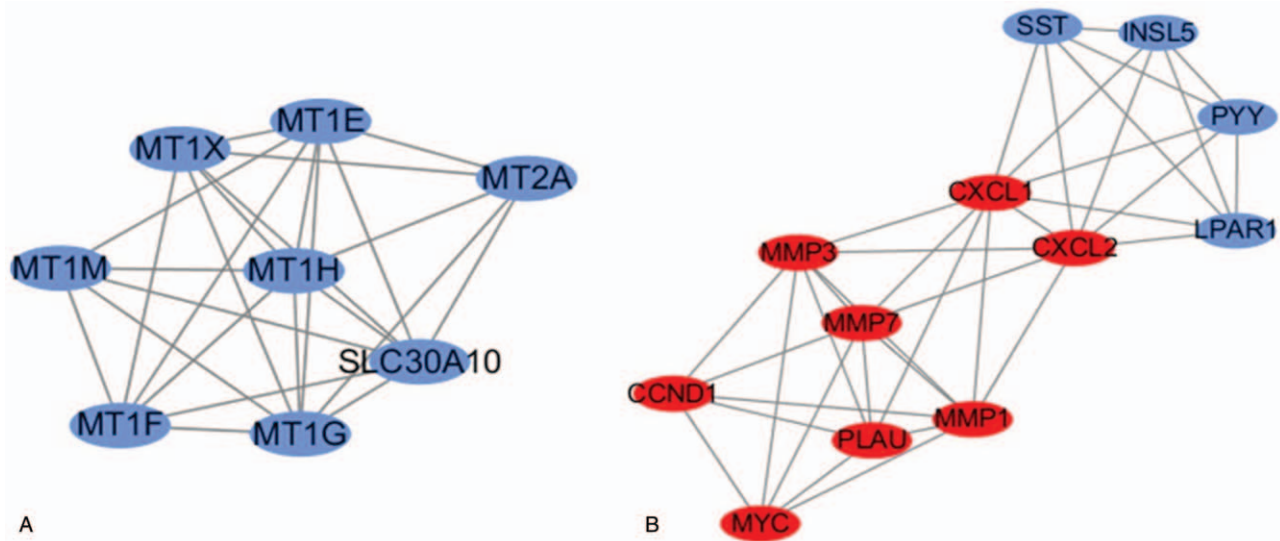 MT1E
MT1X
MT2A
MT1M
MT1H
SLC30A10
MT1F
MT1G
A
SST
INSL5
PYY
CXCL1
LPAR1
CXCL2
MMP3
MMP7
CCND1
MMP1
PLAU
MYC
B